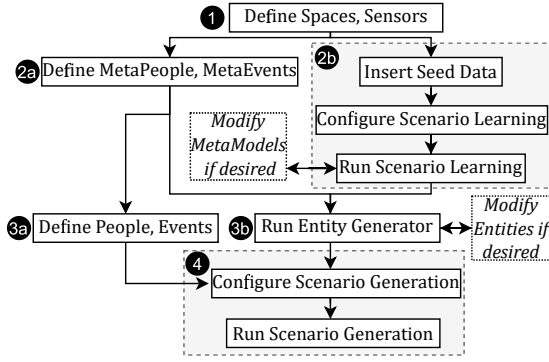 1 Define Spaces, Sensors
2a Define MetaPeople, MetaEvents
2b
Insert Seed Data
Configure Scenario Learning
Modify
MetaModels
if desired
Run Scenario Learning
3a Define People, Events
3b Run Entity Generator
Modify
Entities if
desired
4
Configure Scenario Generation
Run Scenario Generation